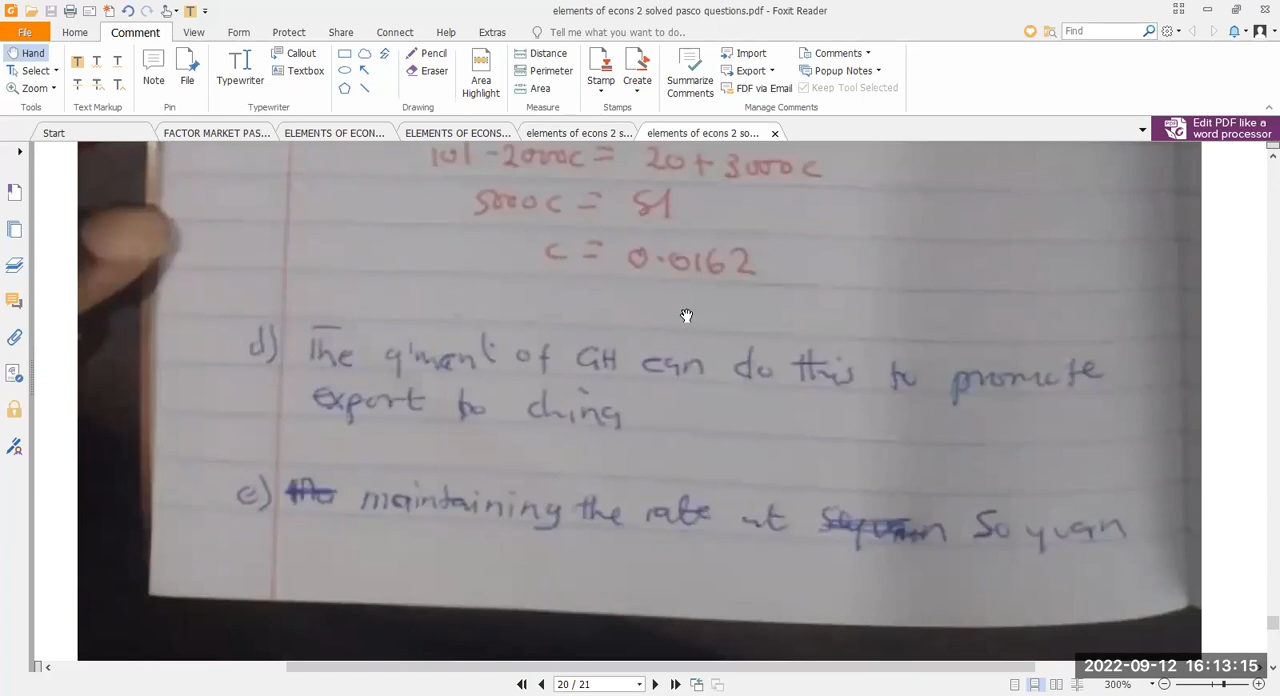 elements of econs 2 solved pasco questions.pdf - Foxit Reader
File Home Comment View Form Protect Share Connect Help Extras Tell me what you want to do.. Find
Hand
Select
Zoom
Tools
Text Markup
Note
File
Pin
Typewriter
Callout
Textbox
Typewriter
Pencil
Eraser
Drawing
Area Highlight
Distance
Perimeter
Area
Measure
Stamp
Create
Stamps
Summarize Comments
Import
Export
FDF via Email
Comments
Popup Notes
Keep Tool Selected
Manage Comments
Start FACTOR MARKET PAS... ELEMENTS OF ECON... ELEMENTS OF ECONS... elements of econs 2 s... elements of econs 2 so...
Edit PDF like a
word processor
101 - 2000c = 20 + 3000c
5000c = 81
c = 0.0162
d) The g'ment of GH can do this to promote
export to china
e) maintaining the rate at 50 yuan
2022-09-12 16:13:15
20 / 21
300%